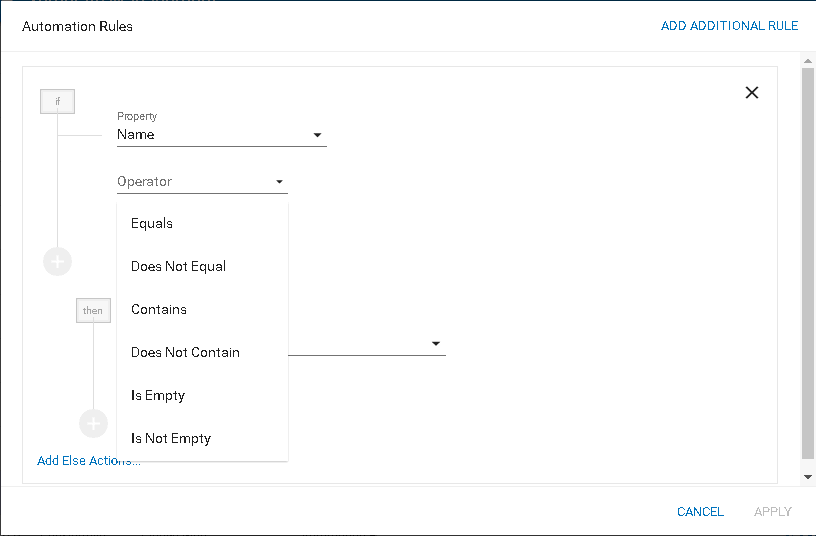 Automation Rules
ADD ADDITIONAL RULE
if
Property
Name
Operator
Equals
Does Not Equal
Contains
then
Does Not Contain
Is Empty
Is Not Empty
Add Else Actions...
CANCEL
APPLY